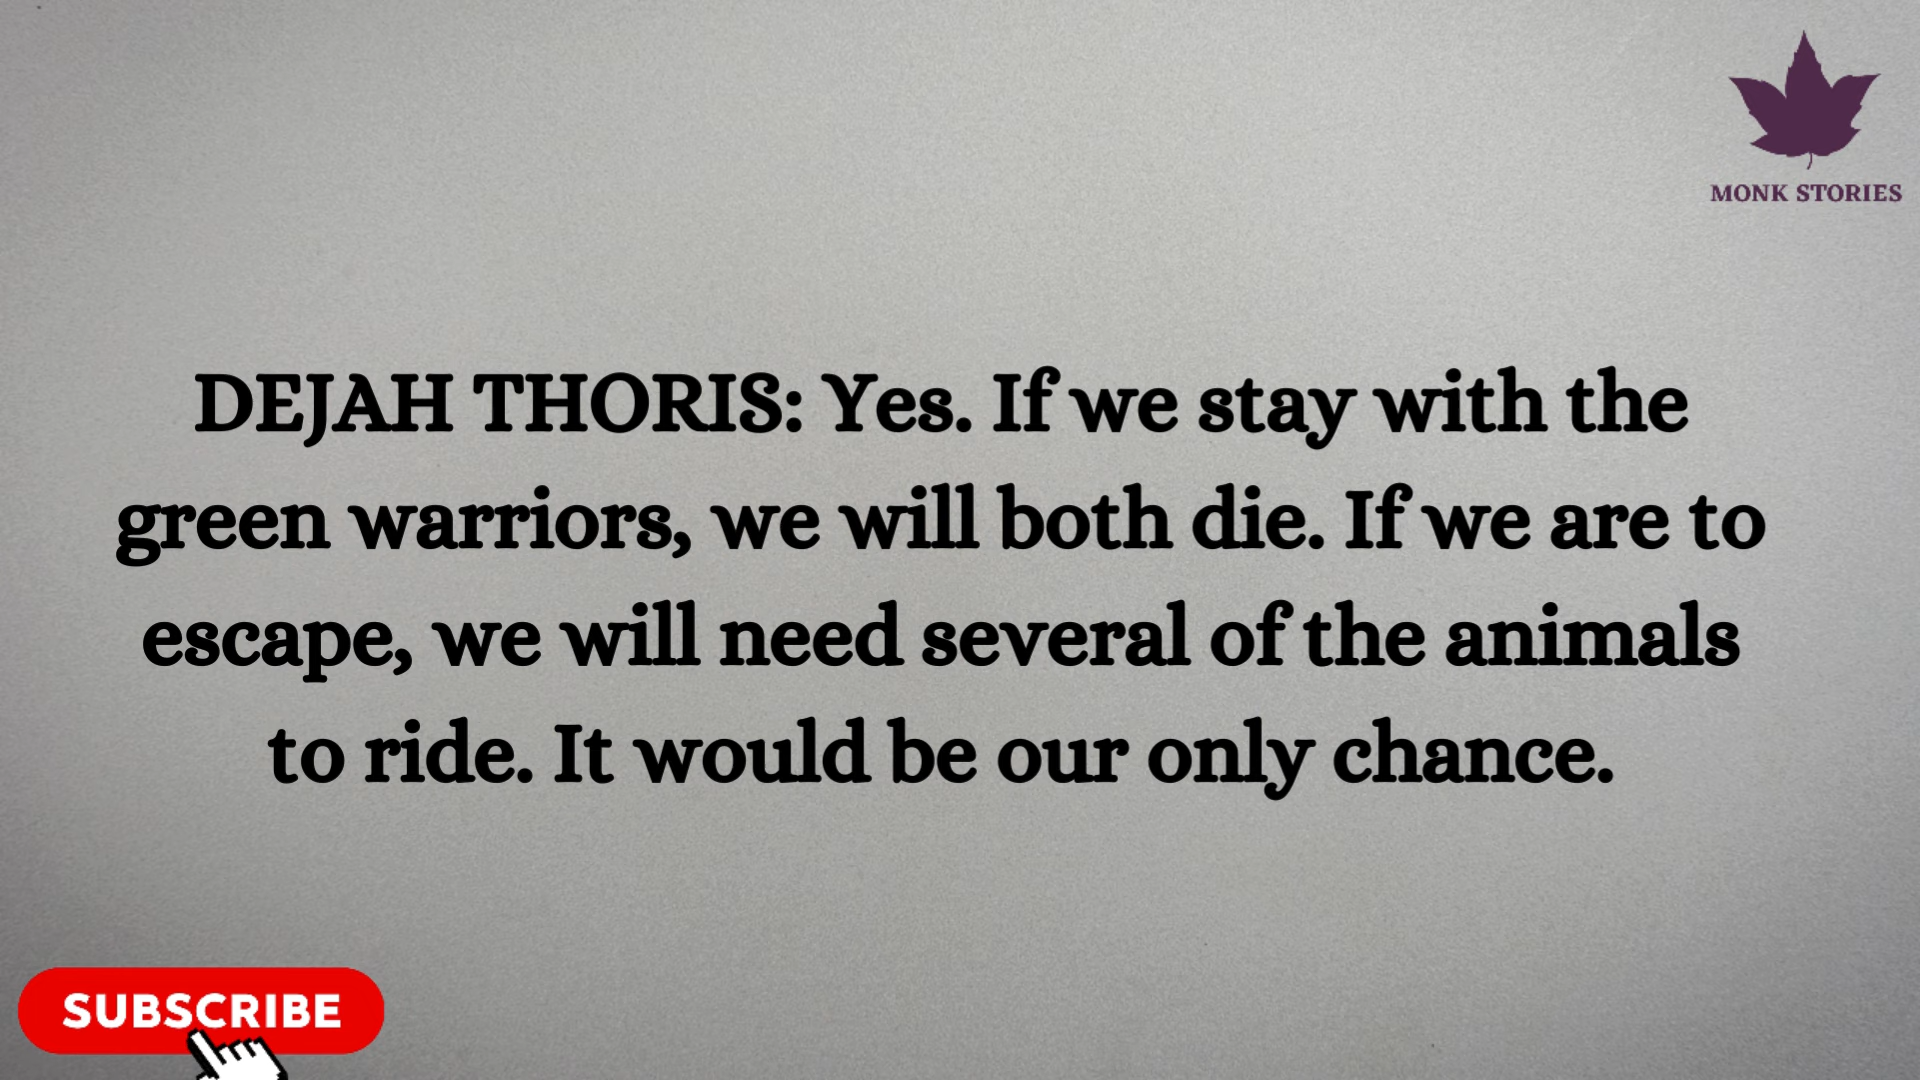 MONK STORIES
DEJAH THORIS: Yes. If we stay with the
green warriors, we will both die. If we are to
escape, we will need several of the animals
to ride. It would be our only chance.
SUBSCRIBE